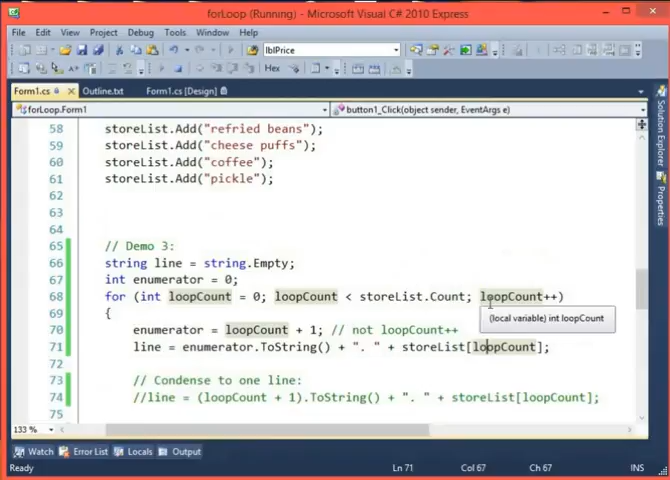 forLoop (Running) - Microsoft Visual C# 2010 Express
File Edit View Project Debug Tools Window Help
lblPrice
Hex
Form1.cs Outline.txt Form1.cs [Design]
forLoop.Form1 button1_Click(object sender, EventArgs e)
58 storeList.Add("refried beans");
59 storeList.Add("cheese puffs");
60 storeList.Add("coffee");
61 storeList.Add("pickle");
62
63
64
65 // Demo 3:
66 string line = string.Empty;
67 int enumerator = 0;
68 for (int loopCount = 0; loopCount < storeList.Count; loopCount++)
69 {
(local variable) int loopCount
70 enumerator = loopCount + 1; // not loopCount++
71 line = enumerator.ToString() + ". " + storeList[loopCount];
72
73 // Condense to one line:
74 //line = (loopCount + 1).ToString() + ". " + storeList[loopCount];
75
133 %
Watch Error List Locals Output
Ready Ln 71 Col 67 Ch 67 INS
Solution Explorer
Properties